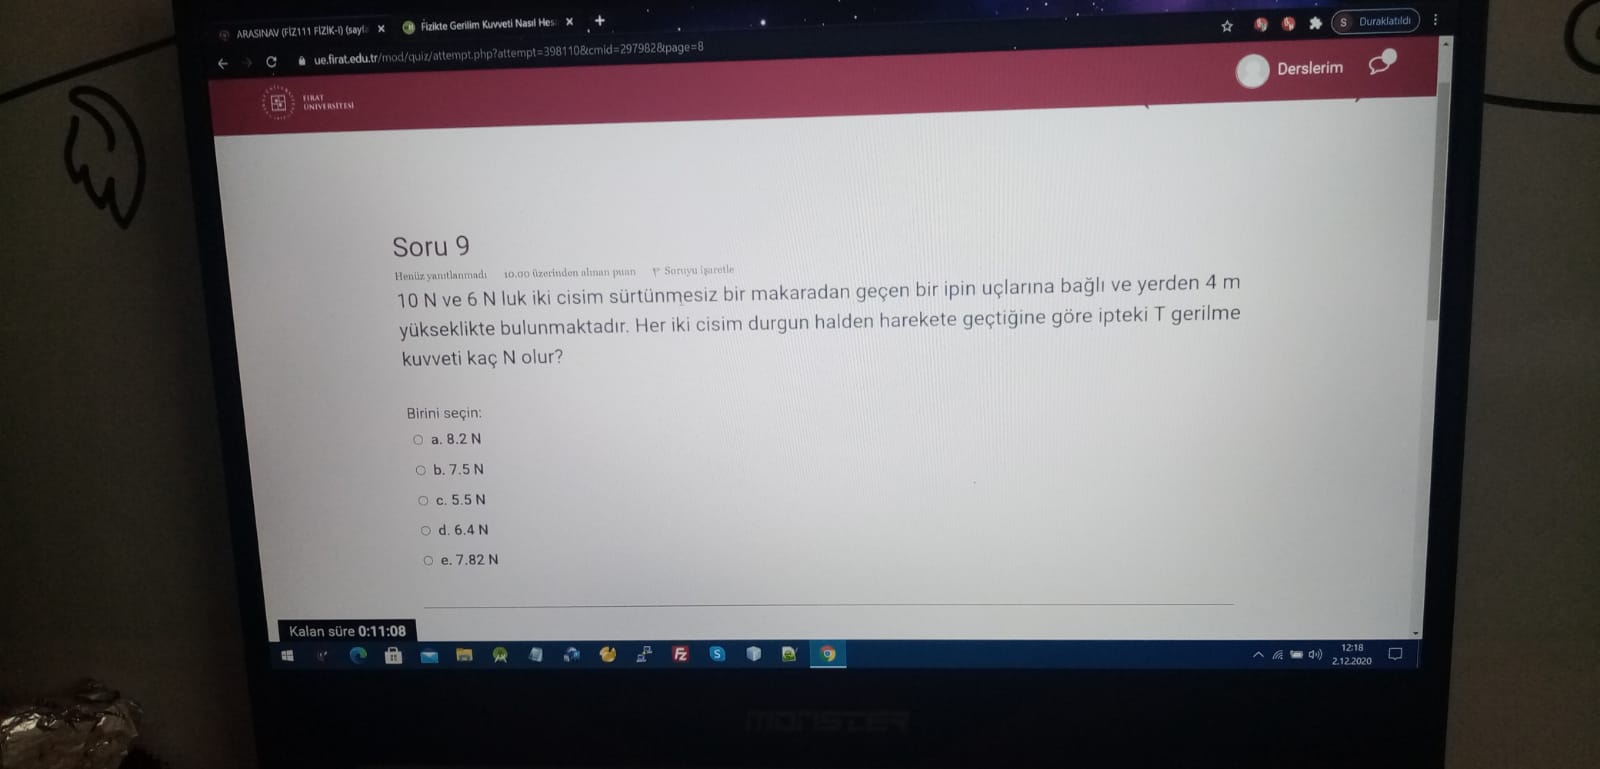 ARASINAV (FİZ111 FİZİK-I) (sayfa
Fizikte Gerilim Kuvveti Nasıl Hes
S Duraklatıldı
ue.firat.edu.tr/mod/quiz/attempt.php?attempt=398110&cmid=297982&page=8
FIRAT
ÜNİVERSİTESİ
Derslerim
Soru 9
Henüz yanıtlanmadı 10.00 üzerinden alınan puan Soruyu işaretle
10 N ve 6 N luk iki cisim sürtünmesiz bir makaradan geçen bir ipin uçlarına bağlı ve yerden 4 m
yükseklikte bulunmaktadır. Her iki cisim durgun halden harekete geçtiğine göre ipteki T gerilme
kuvveti kaç N olur?
Birini seçin:
a. 8.2 N
b. 7.5 N
c. 5.5 N
d. 6.4 N
e. 7.82 N
Kalan süre 0:11:08
12:18
2.12.2020
MONSTER